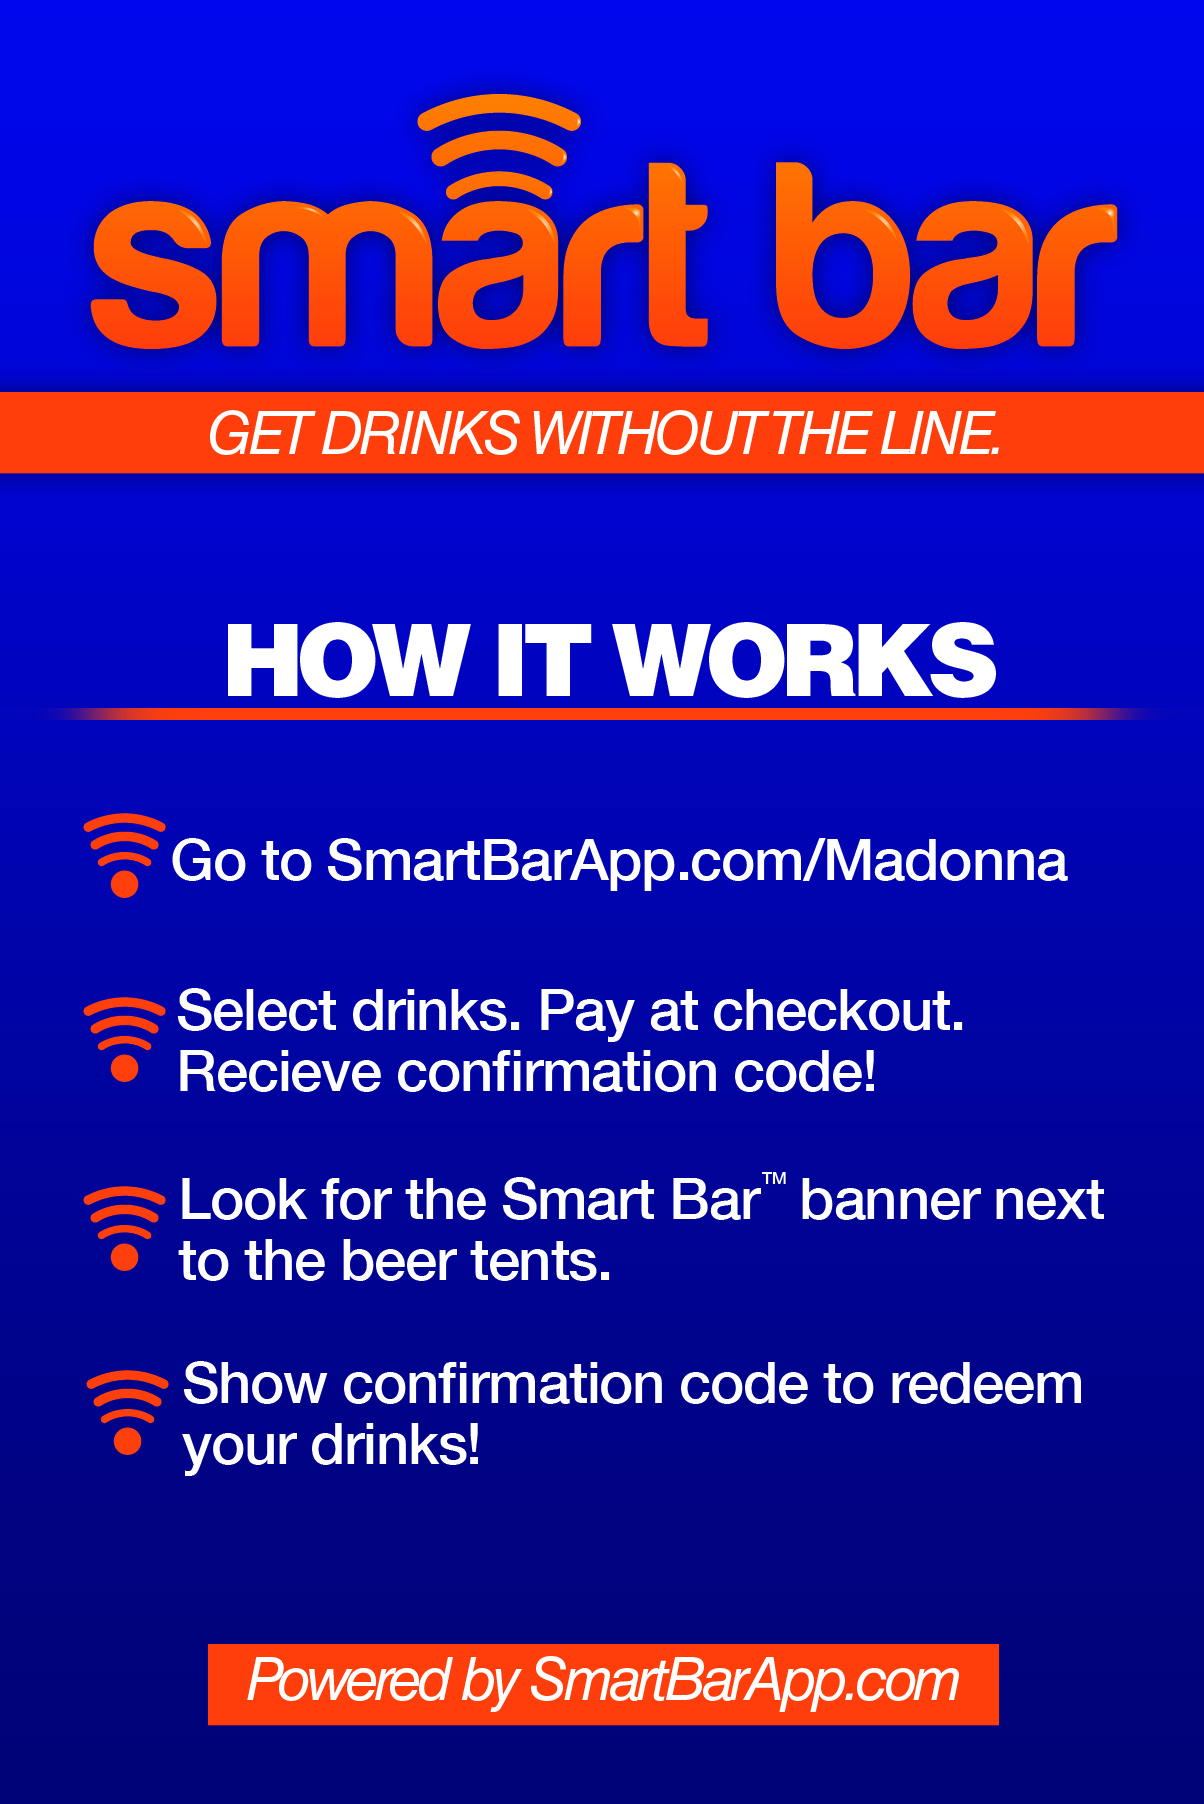 smart bar
GET DRINKS WITHOUT THE LINE.
HOW IT WORKS
Go to SmartBarApp.com/Madonna
Select drinks. Pay at checkout.
Recieve confirmation code!
Look for the Smart Bar™ banner next
to the beer tents.
Show confirmation code to redeem
your drinks!
Powered by SmartBarApp.com